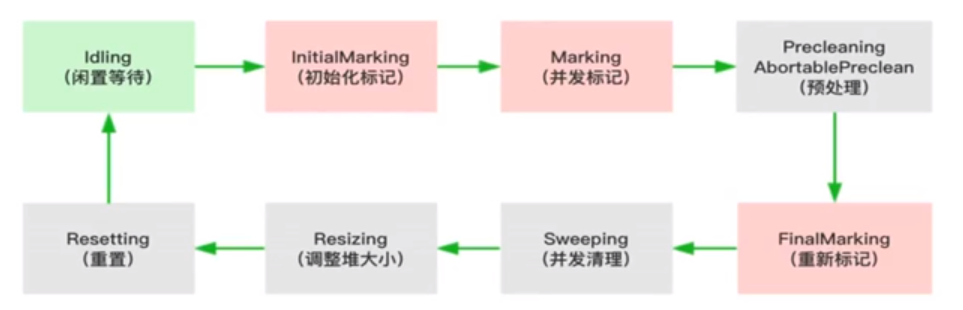 Idling
（闲置等待）
InitialMarking
（初始化标记）
Marking
（并发标记）
Precleaning
AbortablePreclean
（预处理）
Resetting
（重置）
Resizing
（调整堆大小）
Sweeping
（并发清理）
FinalMarking
（重新标记）